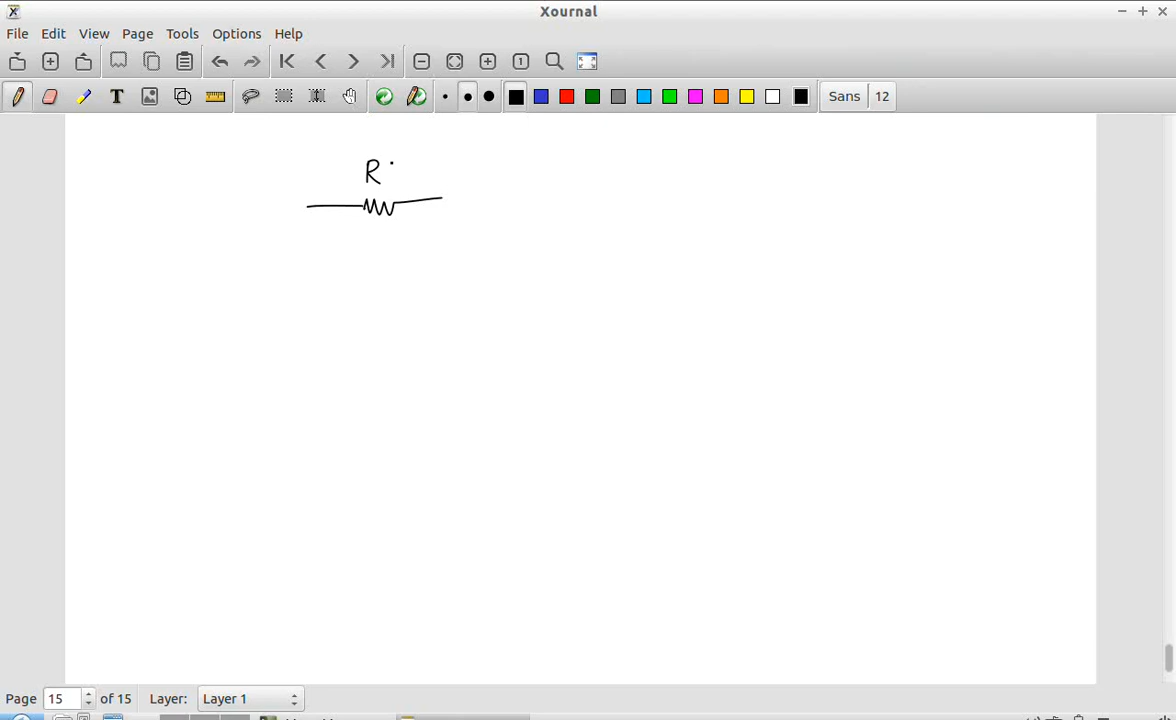 Xournal
File Edit View Page Tools Options Help
Sans 12
R
Page 15 of 15 Layer: Layer 1